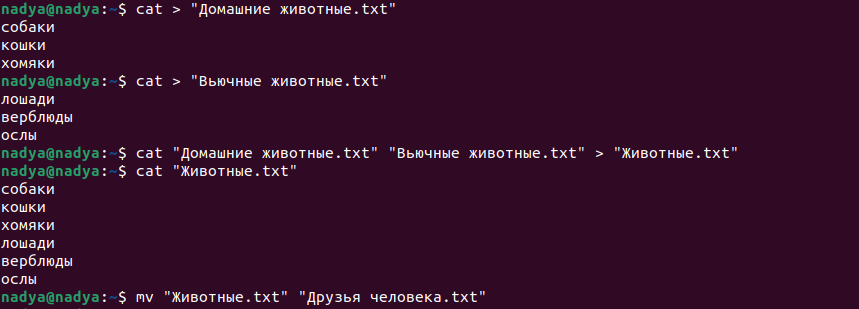 nadya@nadya:~$ cat > "Домашние животные.txt"
собаки
кошки
хомяки
nadya@nadya:~$ cat > "Вьючные животные.txt"
лошади
верблюды
ослы
nadya@nadya:~$ cat "Домашние животные.txt" "Вьючные животные.txt" > "Животные.txt"
nadya@nadya:~$ cat "Животные.txt"
собаки
кошки
хомяки
лошади
верблюды
ослы
nadya@nadya:~$ mv "Животные.txt" "Друзья человека.txt"